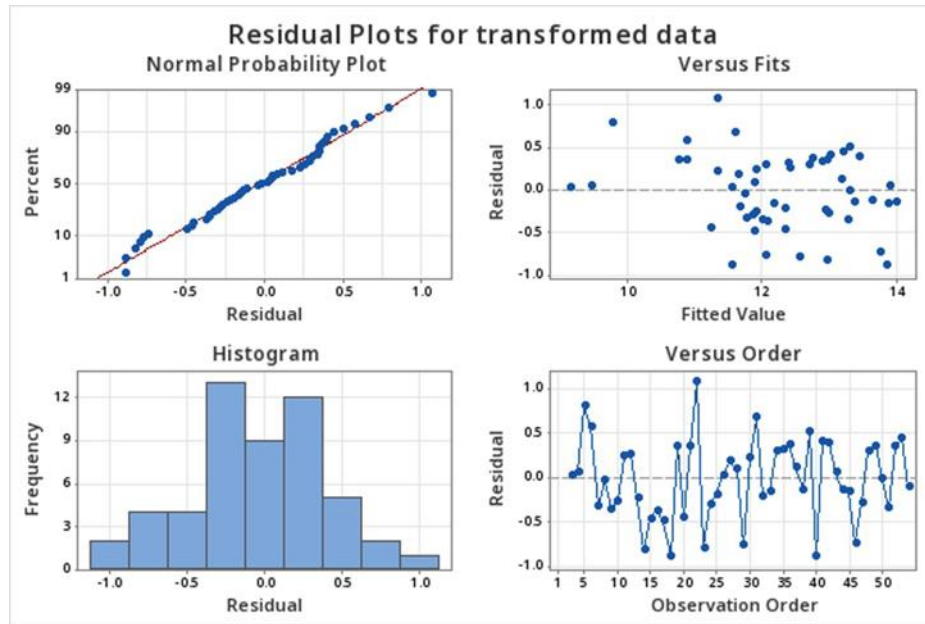 Residual Plots for transformed data
Normal Probability Plot
Versus Fits
99
90
50
10
1
Percent
-1.0 -0.5 0.0 0.5 1.0
Residual
1.0
0.5
0.0
-0.5
-1.0
Residual
10 12 14
Fitted Value
Histogram
Versus Order
12
9
6
3
0
Frequency
-1.0 -0.5 0.0 0.5 1.0
Residual
1.0
0.5
0.0
-0.5
-1.0
Residual
1 5 10 15 20 25 30 35 40 45 50
Observation Order